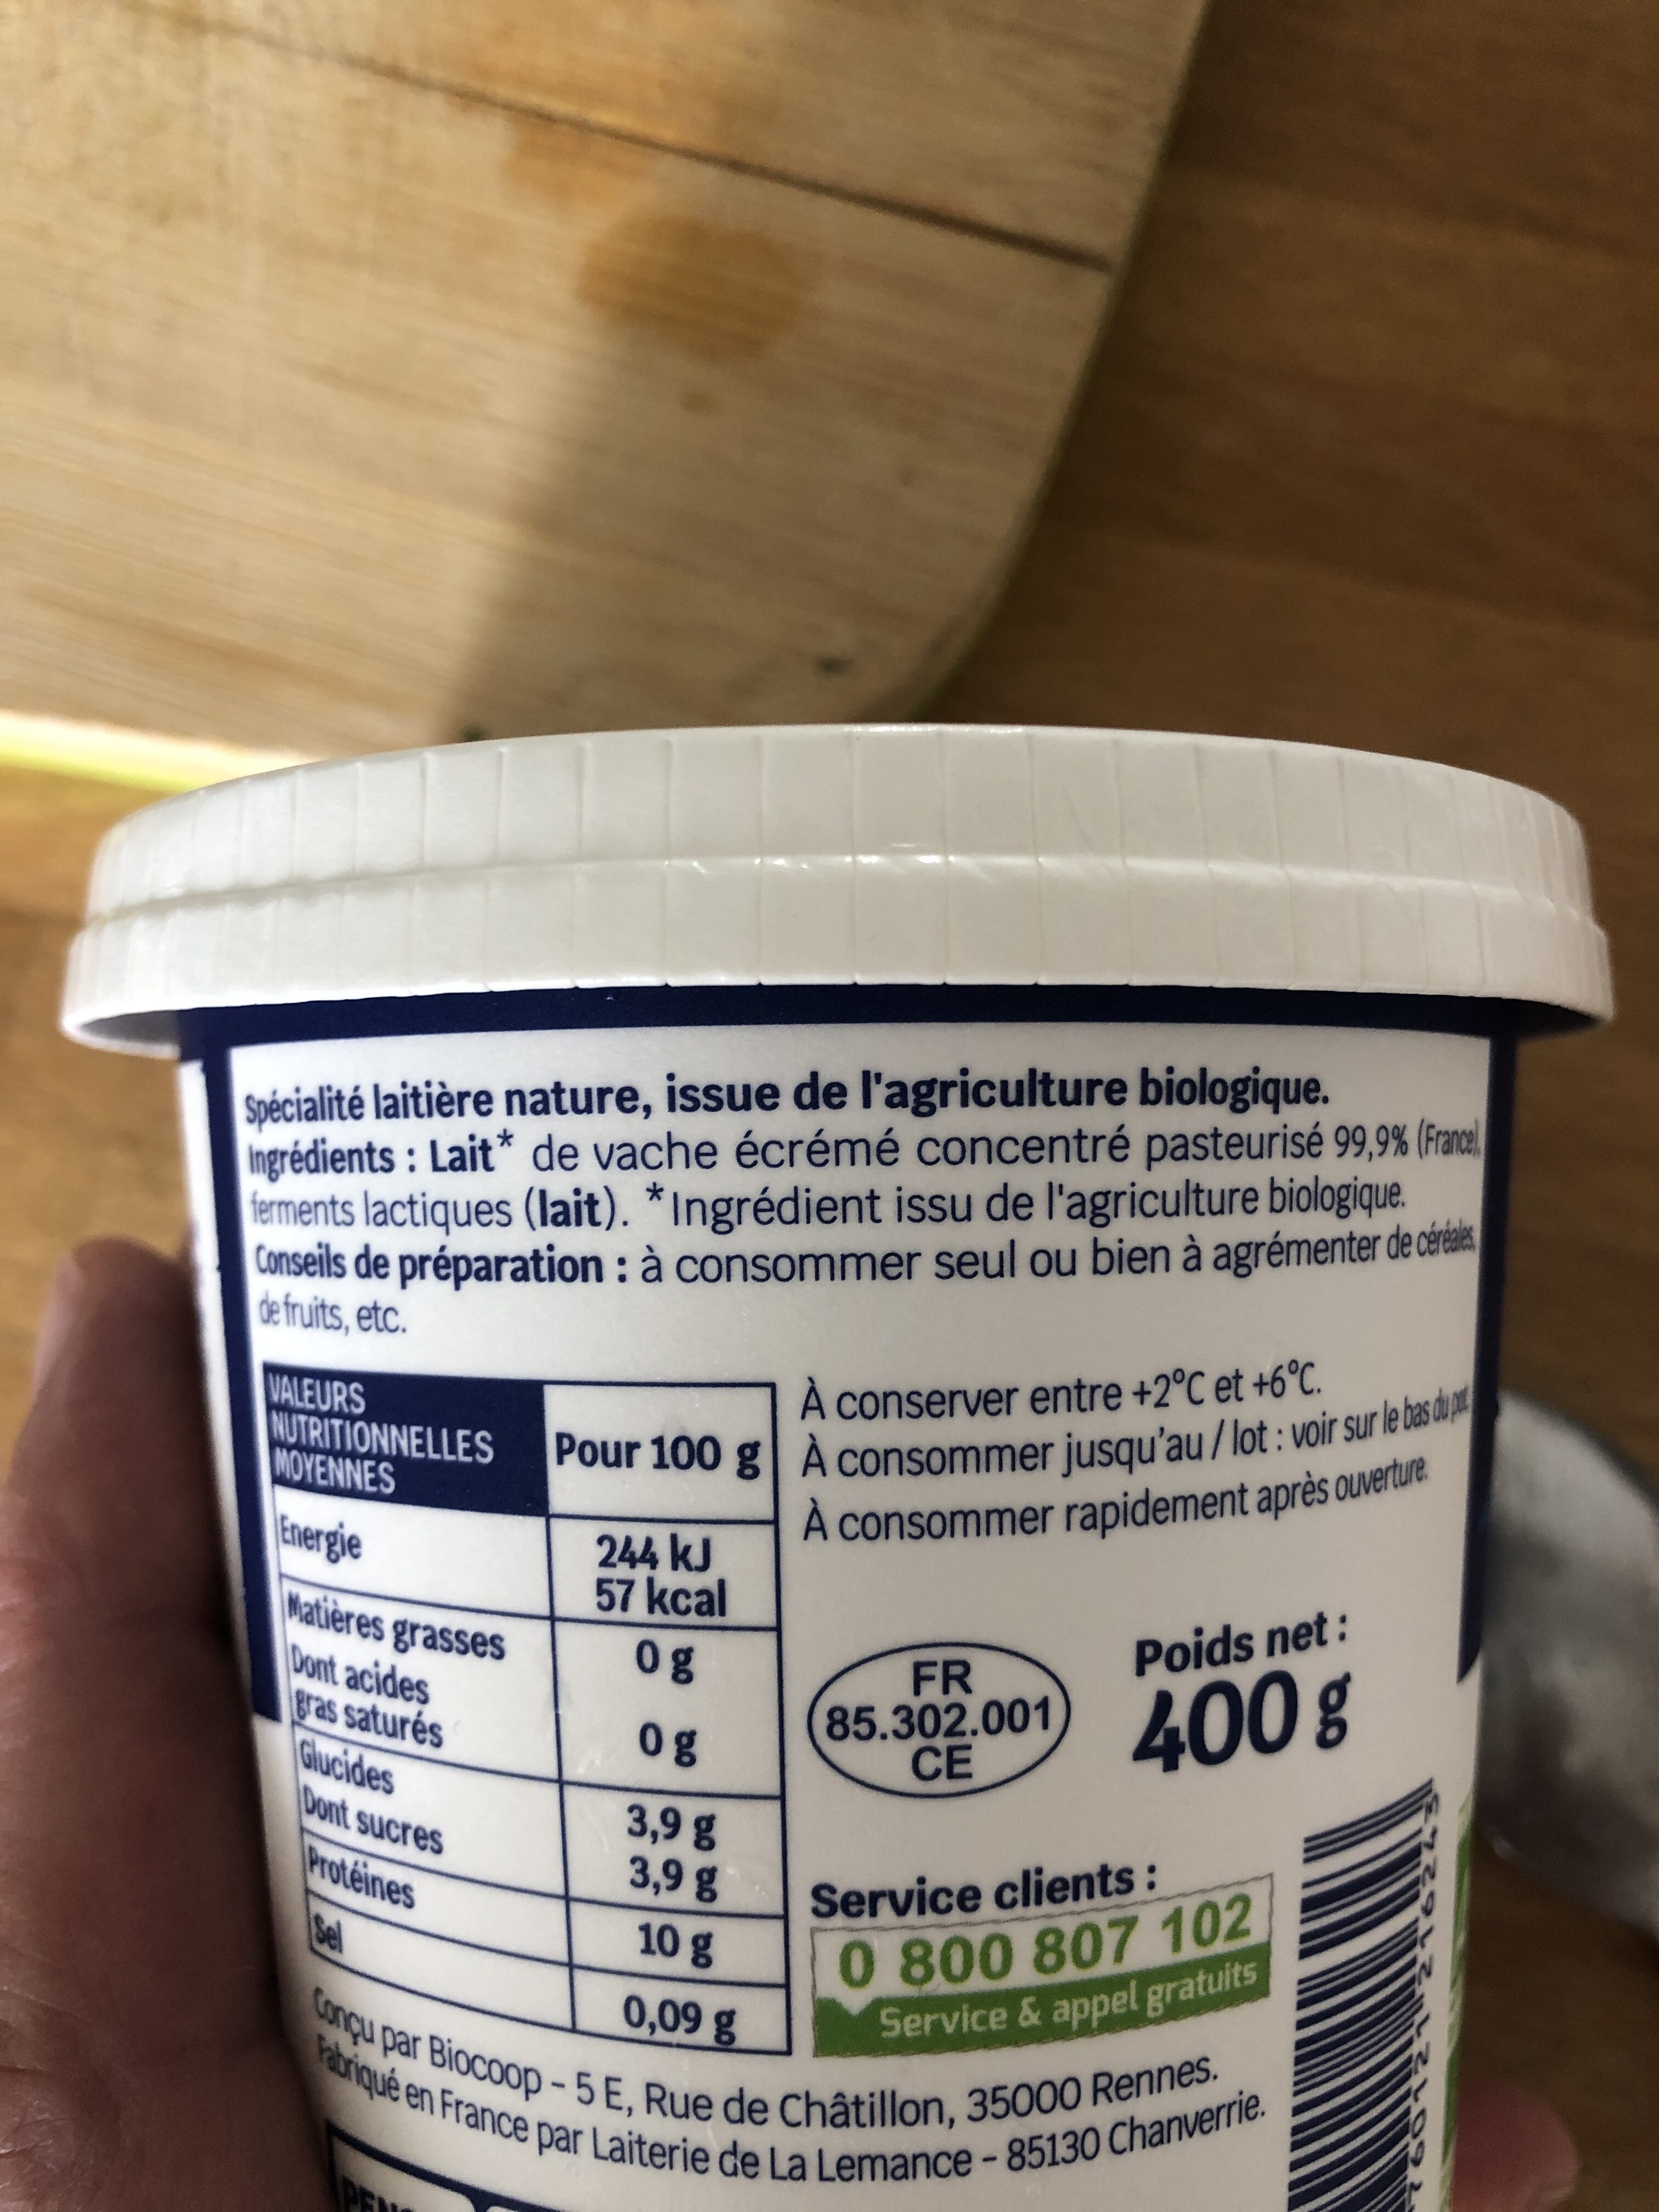 Spécialité laitière nature, issue de l'agriculture biologique.
Ingrédients : Lait* de vache écrémé concentré pasteurisé 99,9% (France),
ferments lactiques (lait). *Ingrédient issu de l'agriculture biologique.
Conseils de préparation : à consommer seul ou bien à agrémenter de céréales,
de fruits, etc.
VALEURS
NUTRITIONNELLES
MOYENNES
Pour 100 g
Energie
244 kJ
57 kcal
Matières grasses
0 g
Dont acides
gras saturés
0 g
Glucides
3,9 g
Dont sucres
3,9 g
Protéines
10 g
Sel
0,09 g
À conserver entre +2°C et +6°C.
À consommer jusqu'au / lot : voir sur le bas du pot.
À consommer rapidement après ouverture.
FR
85.302.001
CE
Poids net :
400 g
Service clients :
0 800 807 102
Service & appel gratuits
Conçu par Biocoop - 5 E, Rue de Châtillon, 35000 Rennes.
Fabriqué en France par Laiterie de La Lemance - 85130 Chanverrie.